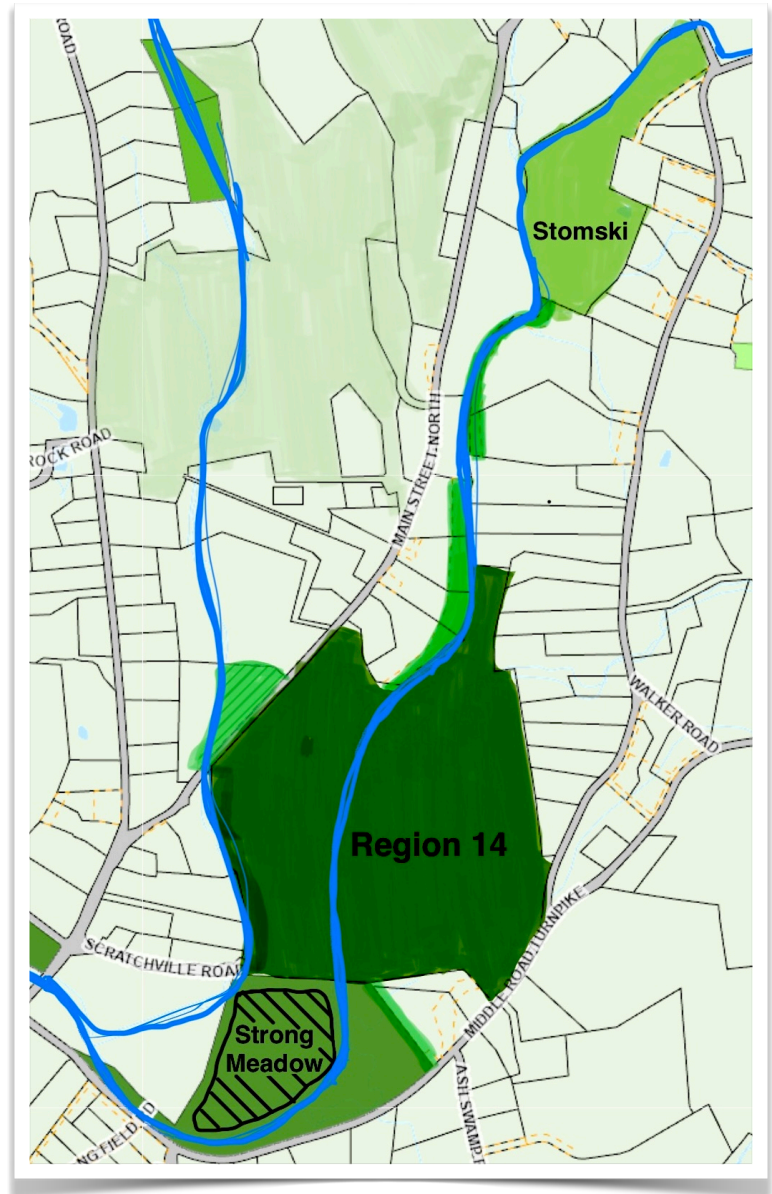 ROAD
Stomski
MAIN STREET NORTH
ROCK ROAD
WALKER ROAD
Region 14
MIDDLE ROAD TURNPIKE
SCRATCHVILLE ROAD
Strong
Meadow
ASH SWAMP